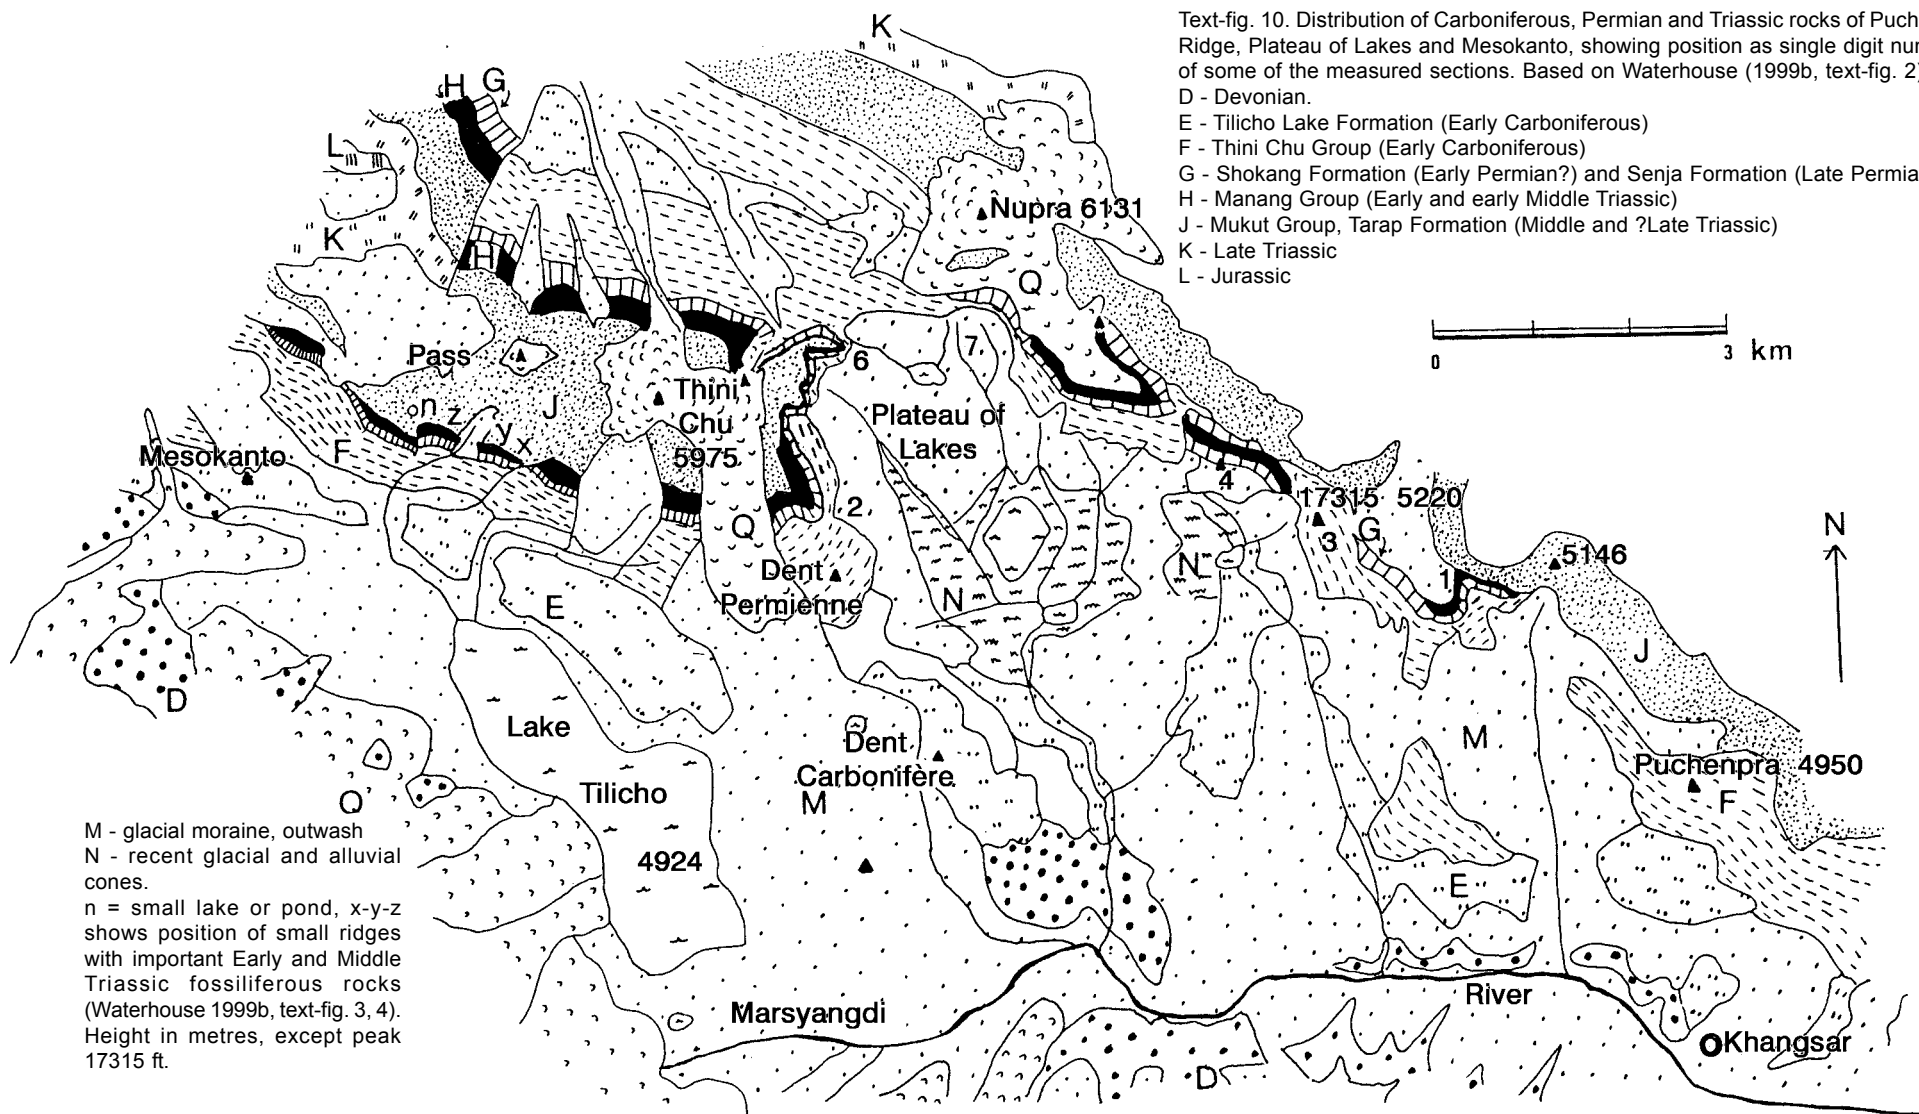 Text-fig. 10. Distribution of Carboniferous, Permian and Triassic rocks of Puch
Ridge, Plateau of Lakes and Mesokanto, showing position as single digit nu
of some of the measured sections. Based on Waterhouse (1999b, text-fig. 2
D - Devonian.
E - Tilicho Lake Formation (Early Carboniferous)
F - Thini Chu Group (Early Carboniferous)
G - Shokang Formation (Early Permian?) and Senja Formation (Late Permia
H - Manang Group (Early and early Middle Triassic)
J - Mukut Group, Tarap Formation (Middle and ?Late Triassic)
K - Late Triassic
L - Jurassic
0
3
km
K
H G
L
K
H
Nupra 6131
Q
Pass
6
7
Thini
Chu
5975
J
n
z
y
x
Plateau of
Lakes
Mesokanto
F
4
17315 5220
G
3
N
Q
2
5146
Dent
Permienne
N
N
1
E
J
D
Lake
Dent
Carbonifère
M
M
Puchenpra 4950
F
Tilicho
Q
4924
E
M - glacial moraine, outwash
N - recent glacial and alluvial
cones.
n = small lake or pond, x-y-z
shows position of small ridges
with important Early and Middle
Triassic fossiliferous rocks
(Waterhouse 1999b, text-fig. 3, 4).
Height in metres, except peak
17315 ft.
Marsyangdi
River
Khangsar
D